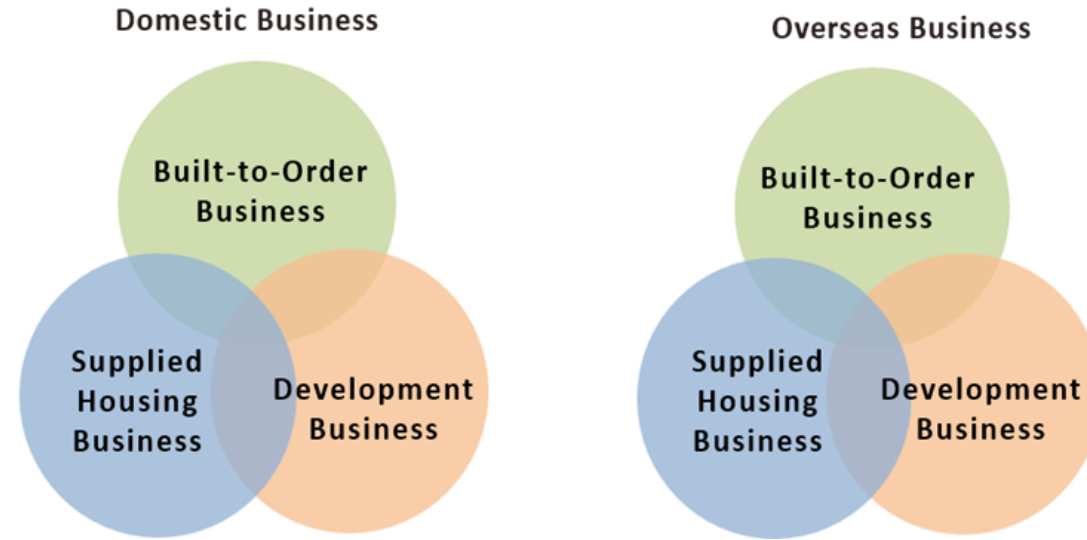 Domestic Business
Built-to-Order
Business
Supplied
Housing
Business
Development
Business
Overseas Business
Built-to-Order
Business
Supplied
Housing
Business
Development
Business